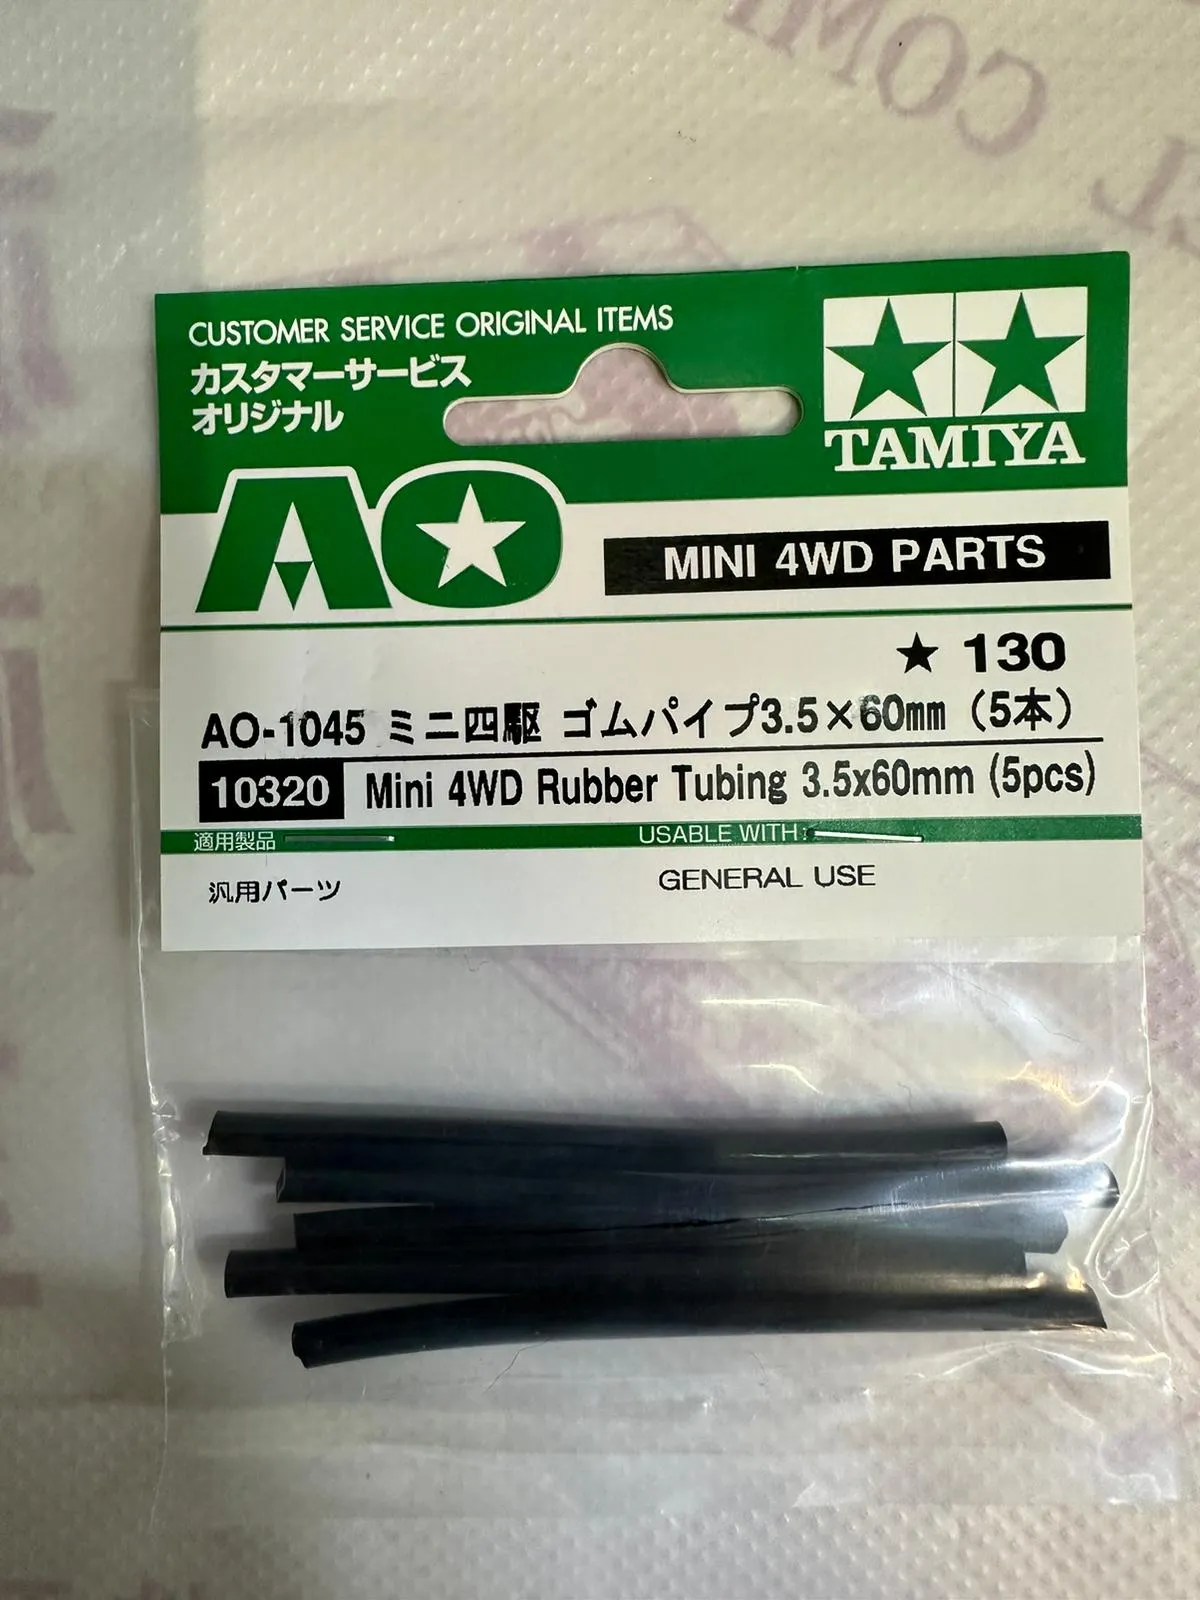 COMI
ET
CUSTOMER SERVICE ORIGINAL ITEMS
カスタマーサービス
オリジナル
TAMIYA
AO
MINI 4WD PARTS
★ 130
AO-1045 ミニ四駆 ゴムパイプ3.5×60mm（5本）
10320 Mini 4WD Rubber Tubing 3.5x60mm (5pcs)
適用製品 USABLE WITH:
汎用パーツ GENERAL USE